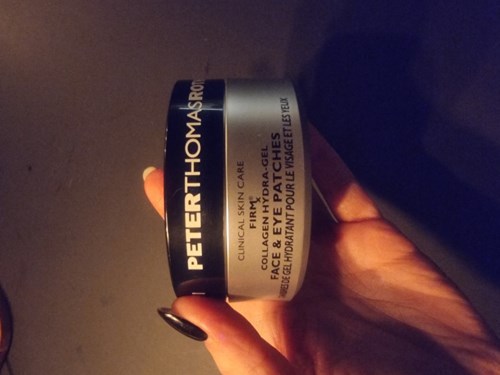 PETERTHOMASROTH
CLINICAL SKIN CARE
FIRMX®
COLLAGEN HYDRA-GEL
FACE & EYE PATCHES
DE GEL HYDRATANT POUR LE VISAGE ET LES YEUX